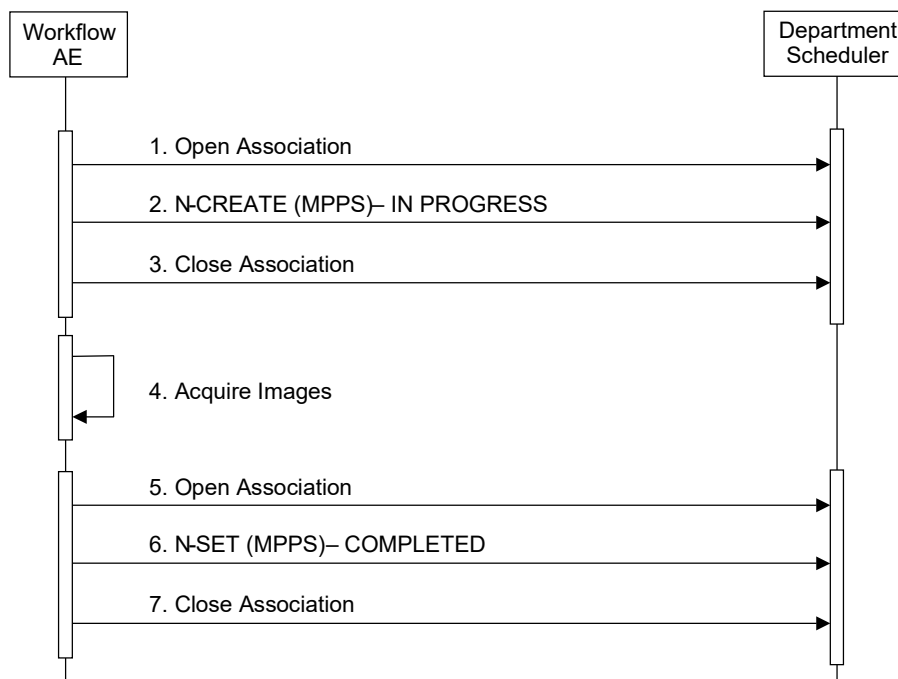 Workflow
AE
Department
Scheduler
1. Open Association
2. N-CREATE (MPPS)– IN PROGRESS
3. Close Association
4. Acquire Images
5. Open Association
6. N-SET (MPPS)– COMPLETED
7. Close Association